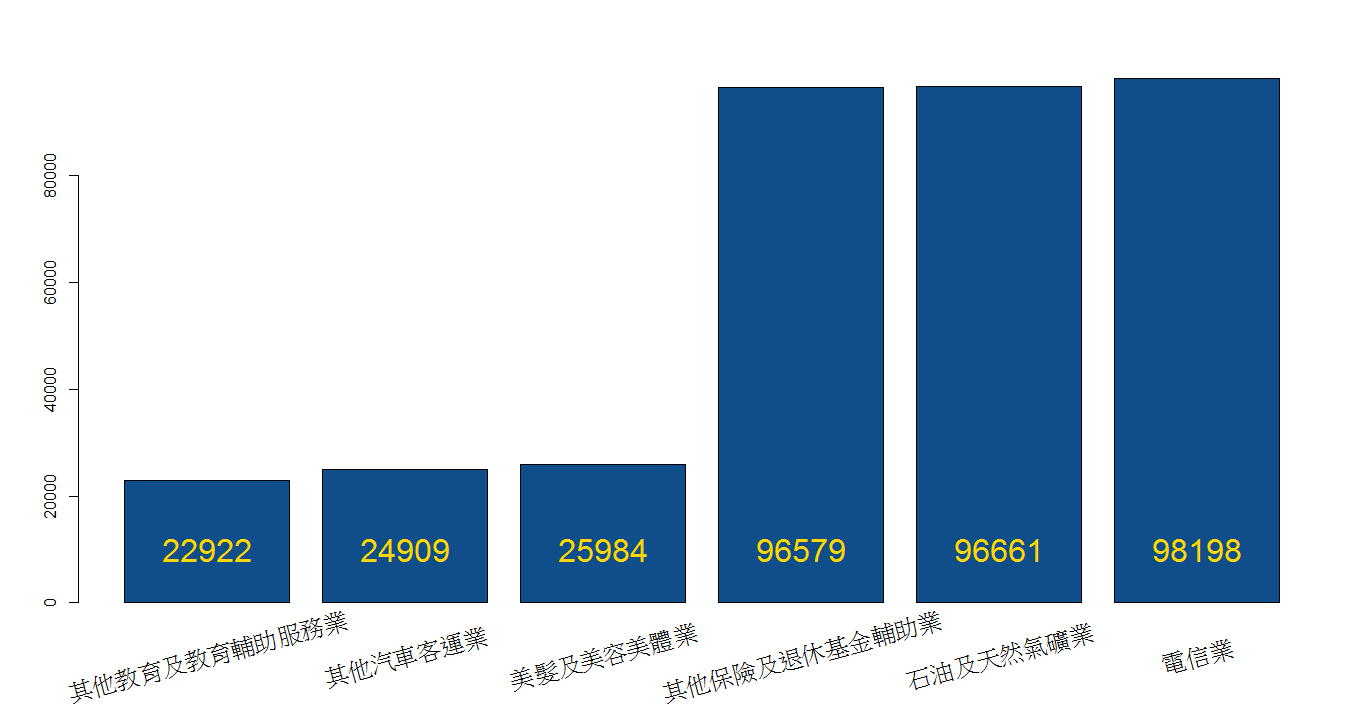 80000
60000
40000
20000
0
22922
24909
25984
96579
96661
98198
其他教育及教育輔助服務業
其他汽車客運業
美髮及美容美體業
其他保險及退休基金輔助業
石油及天然氣礦業
電信業